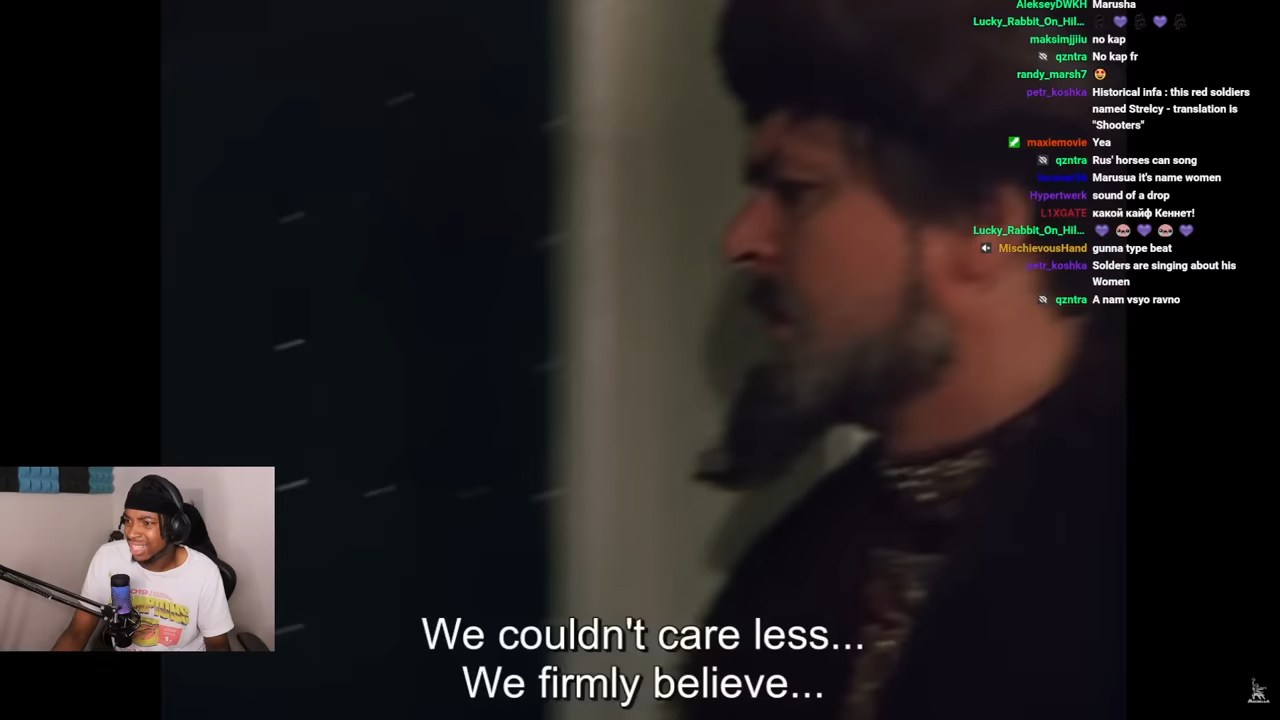 AlekseyDWKH Marusha
Lucky_Rabbit_On_Hil...
maksimjjiiu no kap
qzntra No kap fr
randy_marsh7
petr_koshka Historical infa : this red soldiers
named Strelcy - translation is
"Shooters"
maxiemovie Yea
qzntra Rus' horses can song
Marusua it's name women
Hypertwerk sound of a drop
L1XGATE какой кайф Кеннет!
Lucky_Rabbit_On_Hil...
MischievousHand gunna type beat
petr_koshka Solders are singing about his
Women
qzntra A nam vsyo ravno
We couldn't care less...
We firmly believe...